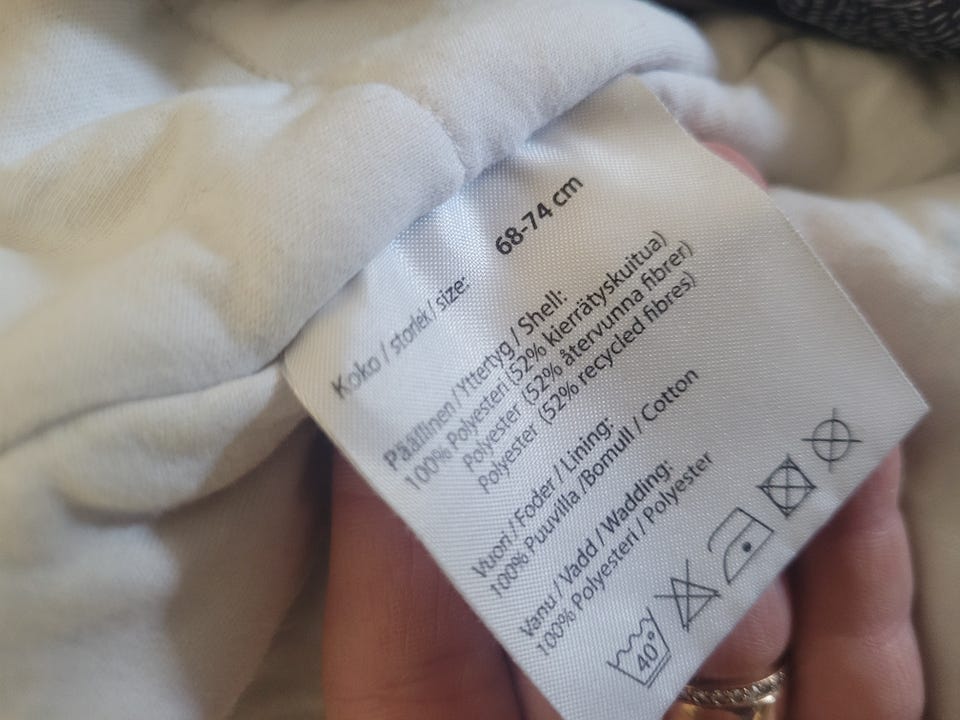 Koko / storlek / size: 68-74 cm
Päällinen / Yttertyg / Shell:
100% Polyesteri (52% kierrätyskuitua)
Polyester (52% återvunna fibrer)
Polyester (52% recycled fibres)
Vuori / Foder / Lining:
100% Puuvilla /Bomull / Cotton
Vanu / Vadd / Wadding:
100% Polyesteri / Polyester
40°